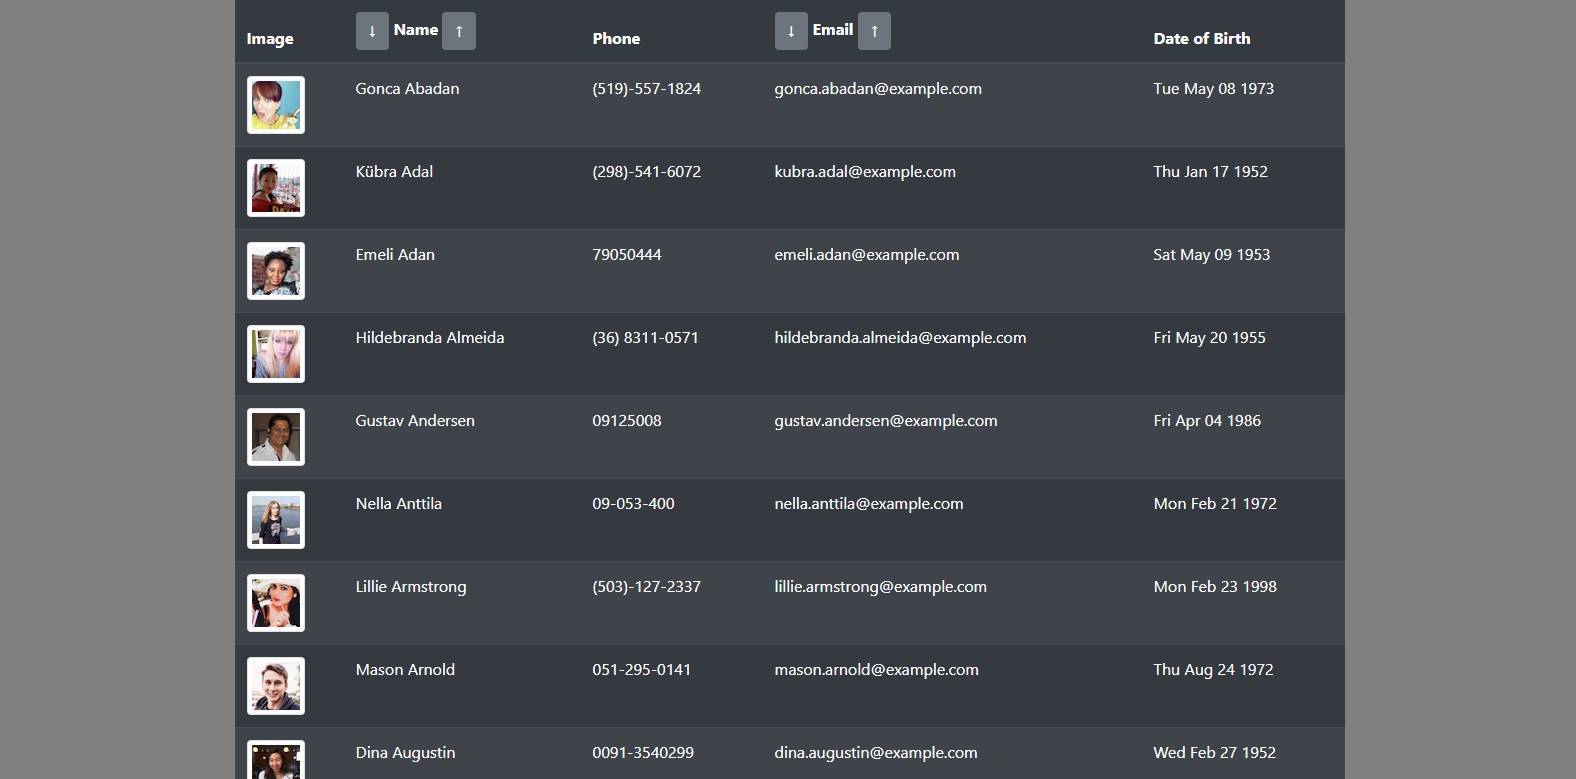 Image ↓ Name ↑ Phone ↓ Email ↑ Date of Birth
Gonca Abadan (519)-557-1824 gonca.abadan@example.com Tue May 08 1973
Kübra Adal (298)-541-6072 kubra.adal@example.com Thu Jan 17 1952
Emeli Adan 79050444 emeli.adan@example.com Sat May 09 1953
Hildebranda Almeida (36) 8311-0571 hildebranda.almeida@example.com Fri May 20 1955
Gustav Andersen 09125008 gustav.andersen@example.com Fri Apr 04 1986
Nella Anttila 09-053-400 nella.anttila@example.com Mon Feb 21 1972
Lillie Armstrong (503)-127-2337 lillie.armstrong@example.com Mon Feb 23 1998
Mason Arnold 051-295-0141 mason.arnold@example.com Thu Aug 24 1972
Dina Augustin 0091-3540299 dina.augustin@example.com Wed Feb 27 1952